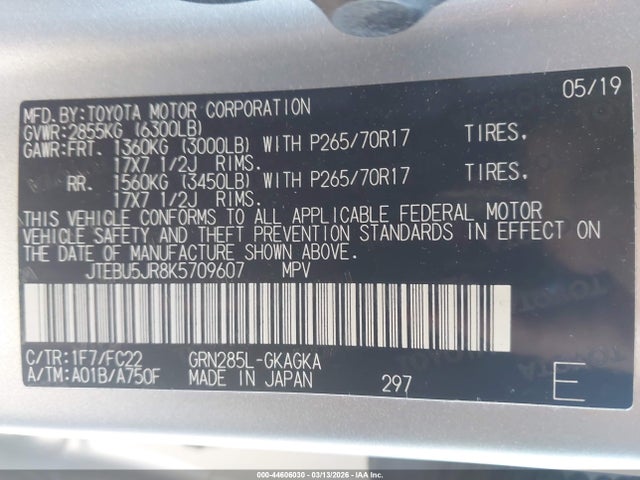 05/19
MFD.BY:TOYOTA MOTOR CORPORATION
GVWR:2855KG (6300LB)
GAWR:FRT. 1360KG (3000LB) WITH P265/70R17 TIRES,
17X7 1/2J RIMS.
RR. 1560KG (3450LB) WITH P265/70R17 TIRES,
17X7 1/2J RIMS.
THIS VEHICLE CONFORMS TO ALL APPLICABLE FEDERAL MOTOR
VEHICLE SAFETY AND THEFT PREVENTION STANDARDS IN EFFECT ON
THE DATE OF MANUFACTURE SHOWN ABOVE.
JTEBU5JR8K5709607 MPV
C/TR:1F7/FC22 GRN285L-GKAGKA
A/TM:A01B/A750F MADE IN JAPAN 297 E
000-44606030 - 03/13/2026 - IAA Inc.